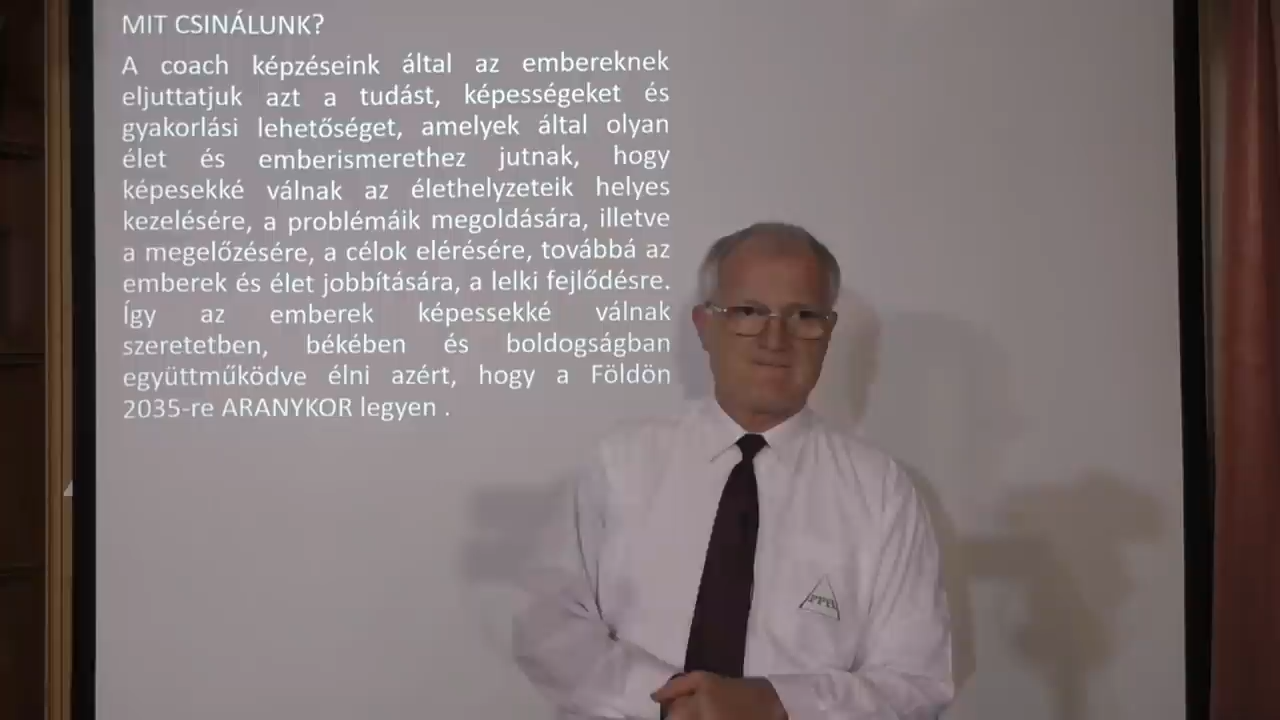 MIT CSINÁLUNK?
A coach képzéseink által az embereknek
eljuttatjuk azt a tudást, képességeket és
gyakorlási lehetőséget, amelyek által olyan
élet és emberismerethez jutnak, hogy
képesekké válnak az élethelyzeteik helyes
kezelésére, a problémáik megoldására, illetve
a megelőzésére, a célok elérésére, továbbá az
emberek és élet jobbítására, a lelki fejlődésre.
Így az emberek képessekké válnak
szeretetben, békében és boldogságban
együttműködve élni azért, hogy a Földön
2035-re ARANYKOR legyen .